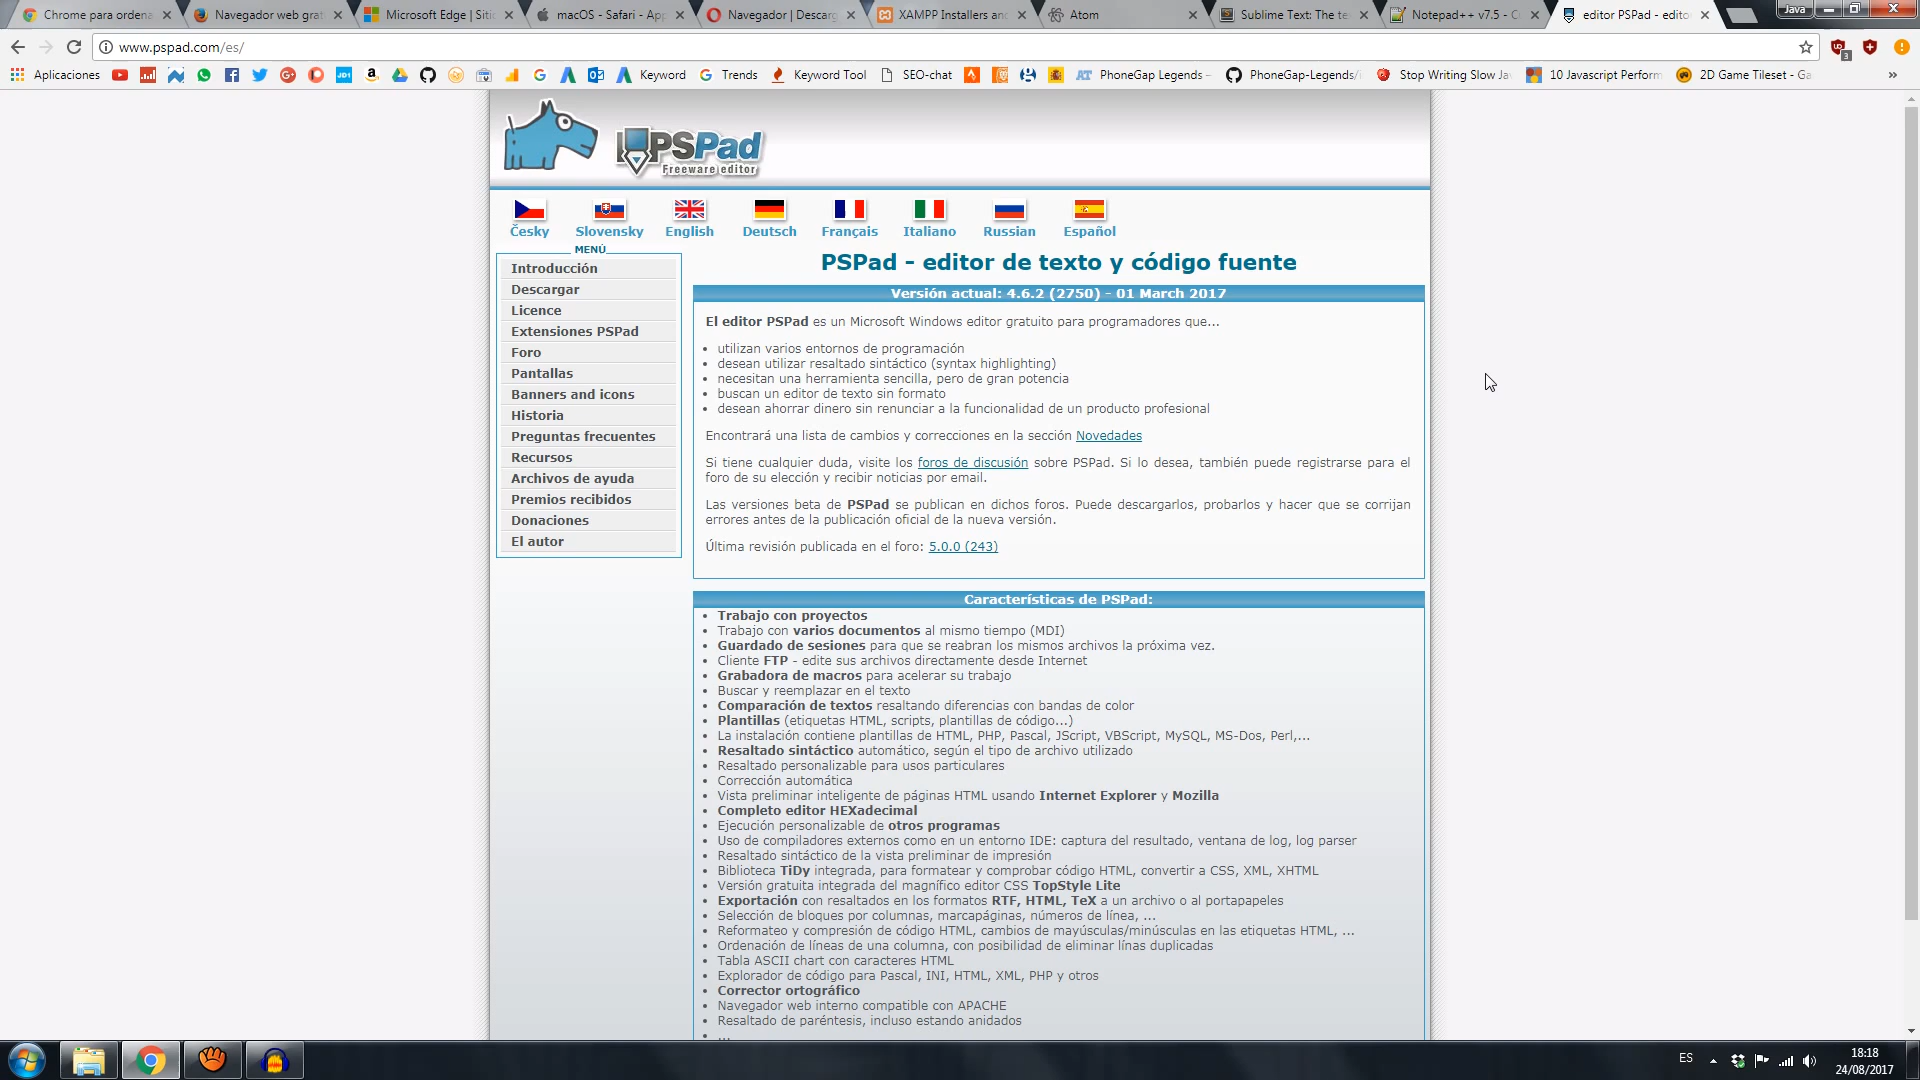 Chrome para ordena
Navegador web grat
Microsoft Edge | Siti
macOS - Safari - App
Navegador | Descarg
XAMPP Installers and
Atom
Sublime Text: The te
Notepad++ v7.5 - C
editor PSPad - edito
Java
www.pspad.com/es/
Aplicaciones
Keyword
Trends
Keyword Tool
SEO-chat
PhoneGap Legends -
PhoneGap-Legends/i
Stop Writing Slow Ja
10 Javascript Perform
2D Game Tileset - Ga
PSPad
Freeware editor
Česky
Slovensky
English
Deutsch
Français
Italiano
Russian
Español
MENÚ
Introducción
Descargar
Licence
Extensiones PSPad
Foro
Pantallas
Banners and icons
Historia
Preguntas frecuentes
Recursos
Archivos de ayuda
Premios recibidos
Donaciones
El autor
PSPad - editor de texto y código fuente
Versión actual: 4.6.2 (2750) - 01 March 2017
El editor PSPad es un Microsoft Windows editor gratuito para programadores que...
• utilizan varios entornos de programación
• desean utilizar resaltado sintáctico (syntax highlighting)
• necesitan una herramienta sencilla, pero de gran potencia
• buscan un editor de texto sin formato
• desean ahorrar dinero sin renunciar a la funcionalidad de un producto profesional
Encontrará una lista de cambios y correcciones en la sección Novedades
Si tiene cualquier duda, visite los foros de discusión sobre PSPad. Si lo desea, también puede registrarse para el
foro de su elección y recibir noticias por email.
Las versiones beta de PSPad se publican en dichos foros. Puede descargarlos, probarlos y hacer que se corrijan
errores antes de la publicación oficial de la nueva versión.
Última revisión publicada en el foro: 5.0.0 (243)
Características de PSPad:
• Trabajo con proyectos
• Trabajo con varios documentos al mismo tiempo (MDI)
• Guardado de sesiones para que se reabran los mismos archivos la próxima vez.
• Cliente FTP - edite sus archivos directamente desde Internet
• Grabadora de macros para acelerar su trabajo
• Buscar y reemplazar en el texto
• Comparación de textos resaltando diferencias con bandas de color
• Plantillas (etiquetas HTML, scripts, plantillas de código...)
• La instalación contiene plantillas de HTML, PHP, Pascal, JScript, VBScript, MySQL, MS-Dos, Perl,...
• Resaltado sintáctico automático, según el tipo de archivo utilizado
• Resaltado personalizable para usos particulares
• Corrección automática
• Vista preliminar inteligente de páginas HTML usando Internet Explorer y Mozilla
• Completo editor HEXadecimal
• Ejecución personalizable de otros programas
• Uso de compiladores externos como en un entorno IDE: captura del resultado, ventana de log, log parser
• Resaltado sintáctico de la vista preliminar de impresión
• Biblioteca TiDy integrada, para formatear y comprobar código HTML, convertir a CSS, XML, XHTML
• Versión gratuita integrada del magnífico editor CSS TopStyle Lite
• Exportación con resaltados en los formatos RTF, HTML, TeX a un archivo o al portapapeles
• Selección de bloques por columnas, marcapáginas, números de línea, ...
• Reformateo y compresión de código HTML, cambios de mayúsculas/minúsculas en las etiquetas HTML, ...
• Ordenación de líneas de una columna, con posibilidad de eliminar línas duplicadas
• Tabla ASCII chart con caracteres HTML
• Explorador de código para Pascal, INI, HTML, XML, PHP y otros
• Corrector ortográfico
• Navegador web interno compatible con APACHE
• Resaltado de paréntesis, incluso estando anidados
• ...
ES
18:18
24/08/2017